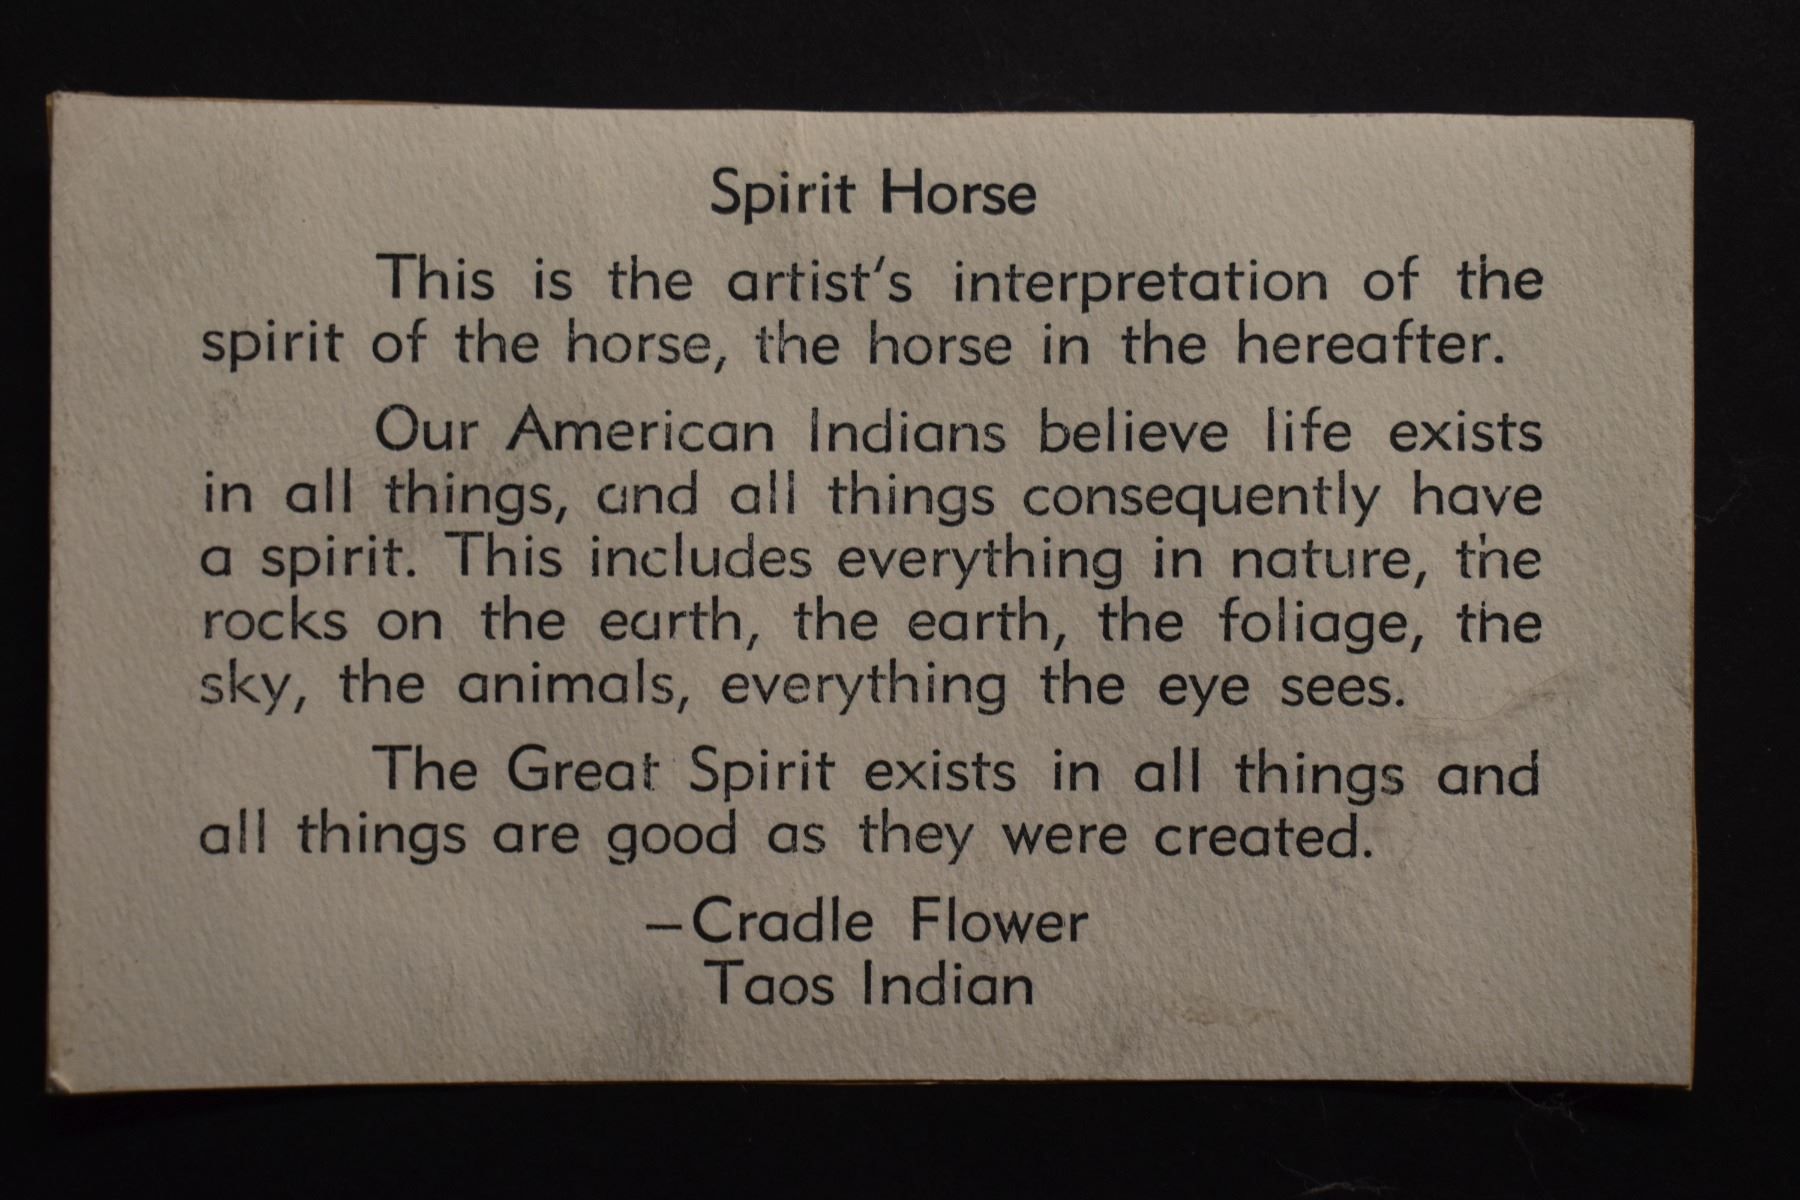 Spirit Horse
This is the artist's interpretation of the
spirit of the horse, the horse in the hereafter.
Our American Indians believe life exists
in all things, and all things consequently have
a spirit. This includes everything in nature, the
rocks on the earth, the earth, the foliage, the
sky, the animals, everything the eye sees.
The Great Spirit exists in all things and
all things are good as they were created.
—Cradle Flower
Taos Indian